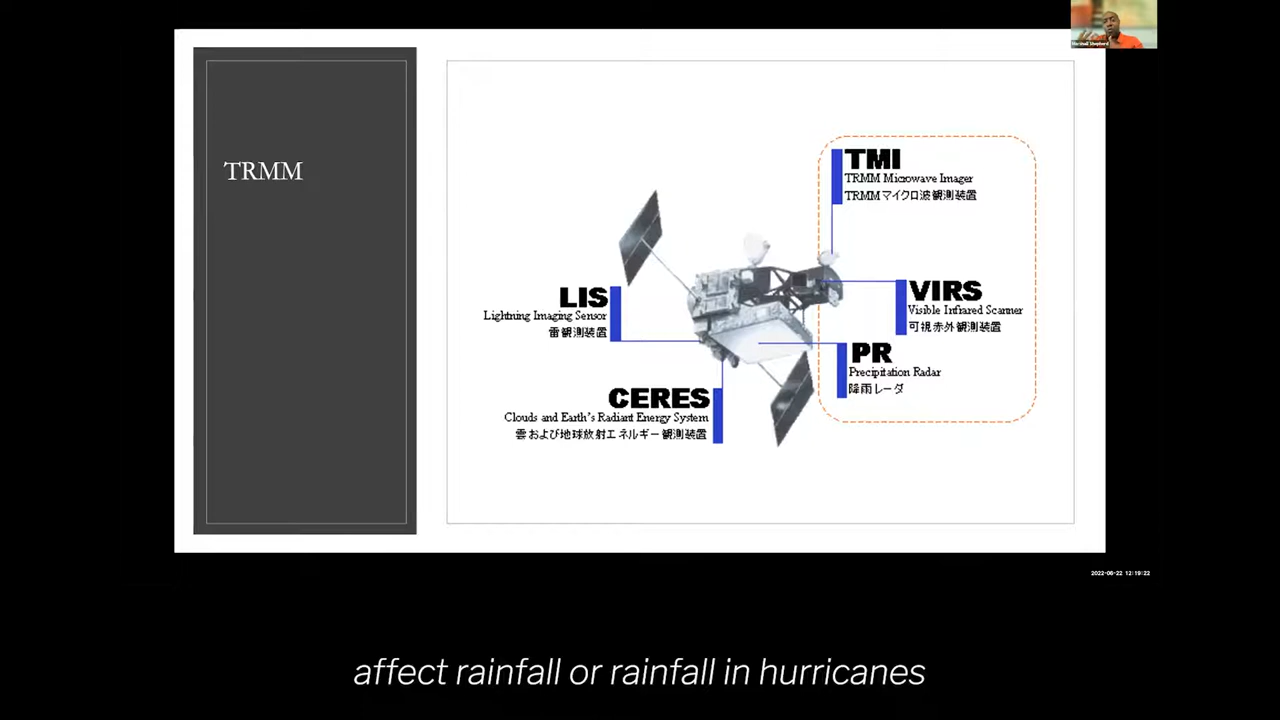 Marshall Shepherd
TRMM
TMI
TRMM Microwave Imager
TRMMマイクロ波観測装置
VIRS
Visible Infrared Scanner
可視赤外観測装置
LIS
Lightning Imaging Sensor
雷観測装置
PR
Precipitation Radar
降雨レーダ
CERES
Clouds and Earth's Radiant Energy System
雲および地球放射エネルギー観測装置
2022-06-22 12:19:22
affect rainfall or rainfall in hurricanes